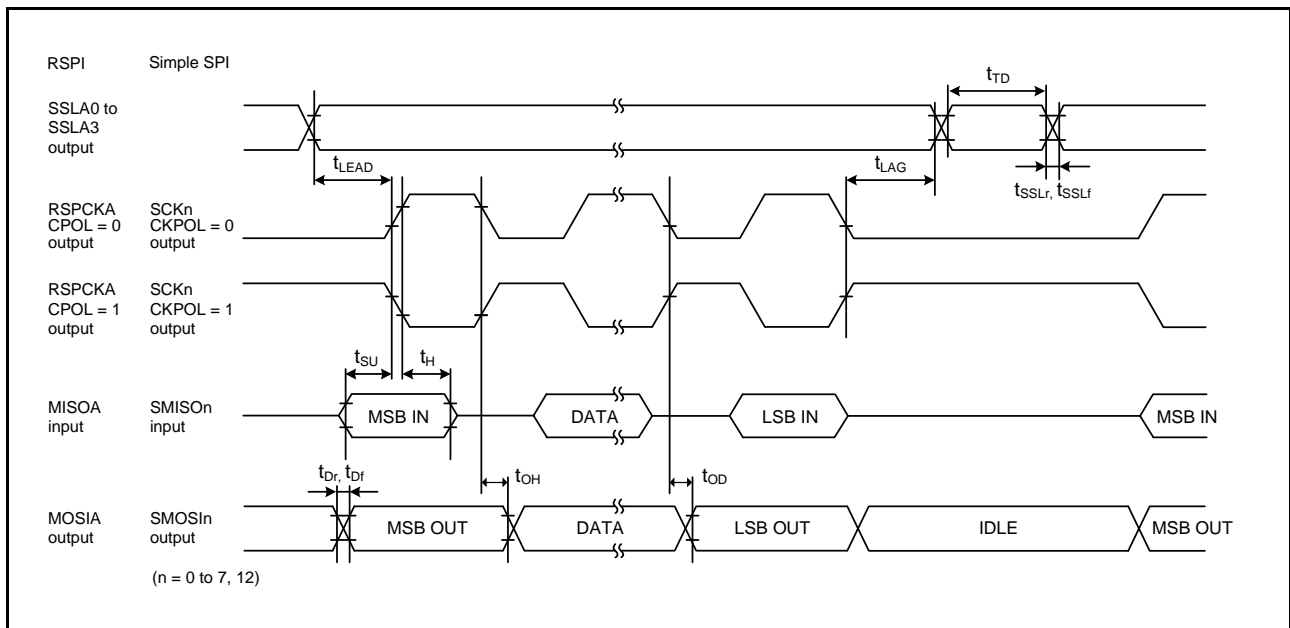 RSPI Simple SPI
SSLA0 to
SSLA3
output
tTD
tLEAD
tLAG
tSSLr, tSSLf
RSPCKA SCKn
CPOL = 0 CKPOL = 0
output output
RSPCKA SCKn
CPOL = 1 CKPOL = 1
output output
tSU tH
MISOA SMISOn
input input
MSB IN DATA LSB IN MSB IN
tDr, tDf tOH tOD
MOSIA SMOSIn
output output
MSB OUT DATA LSB OUT IDLE MSB OUT
(n = 0 to 7, 12)